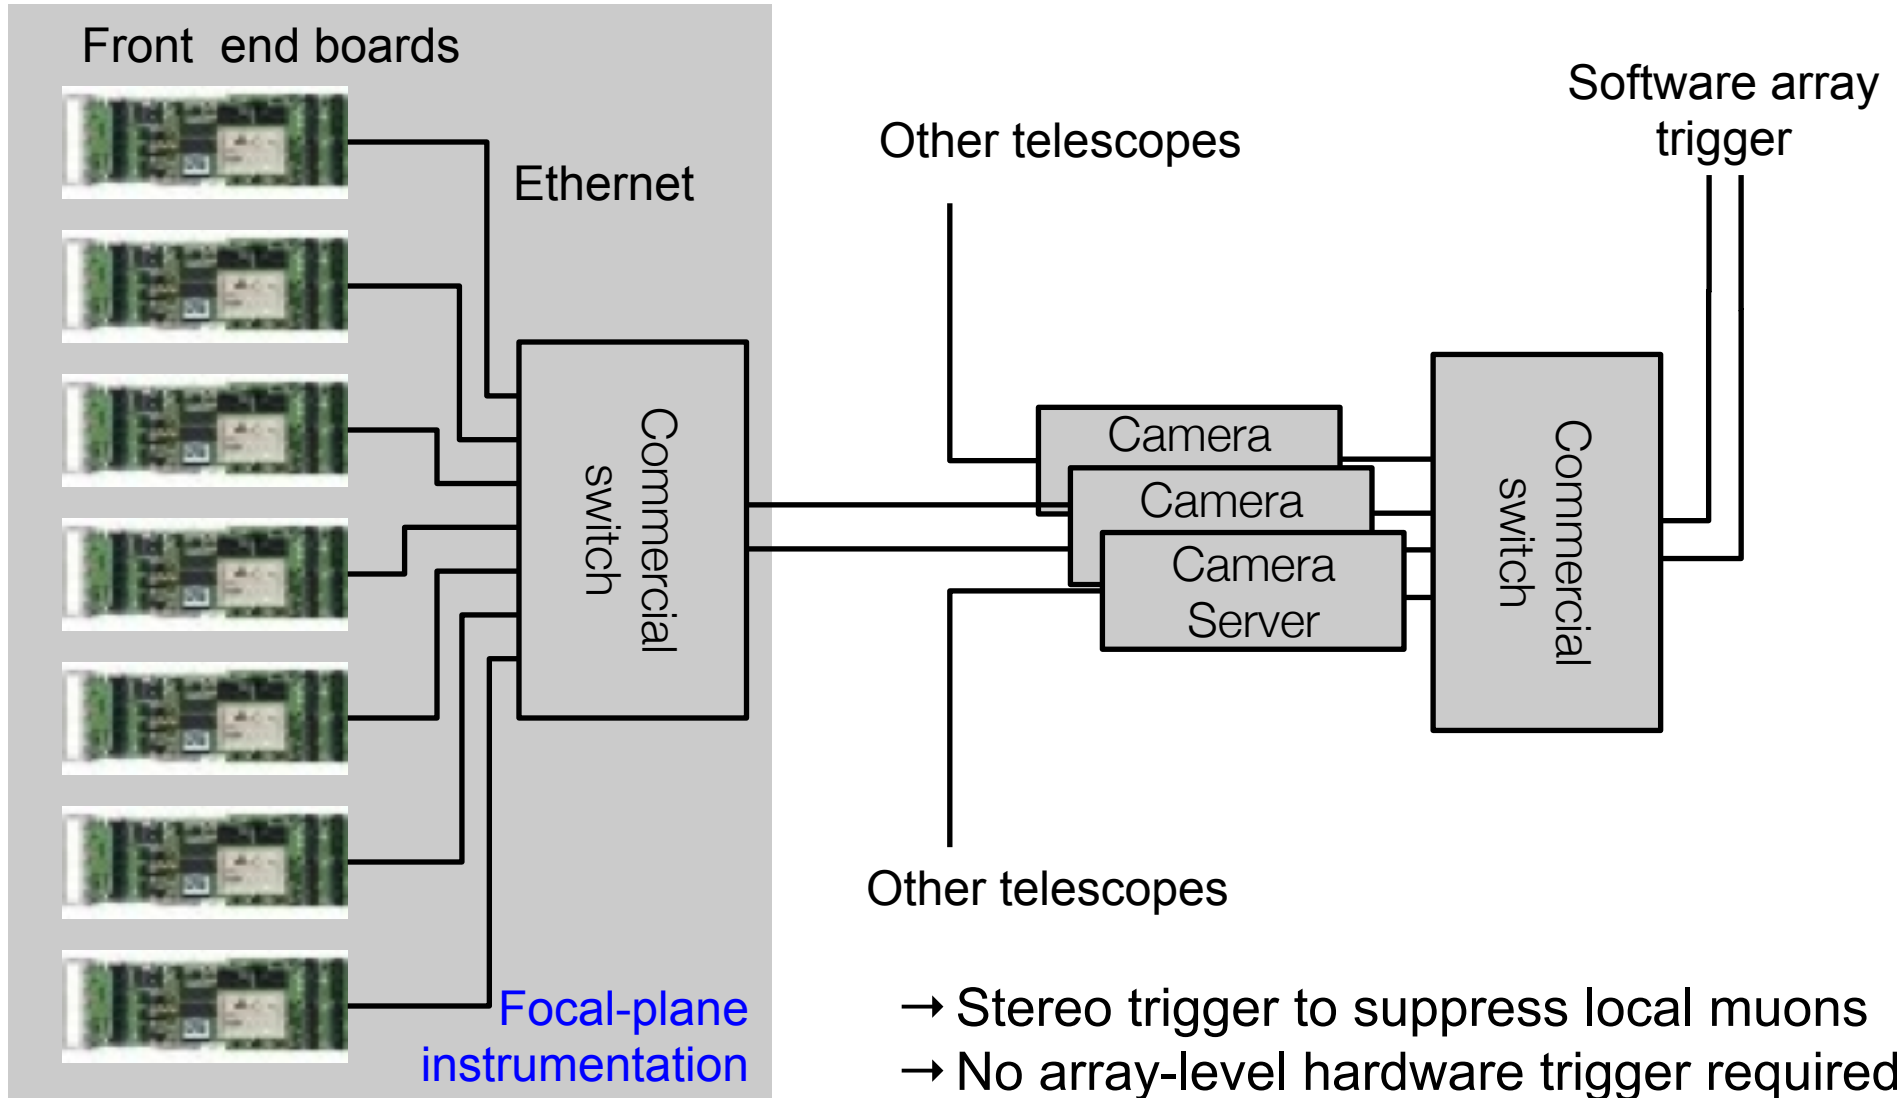 Front end boards
Ethernet
Commercial
switch
Focal-plane
instrumentation
Other telescopes
Camera
Camera
Camera
Server
Other telescopes
Commercial
switch
Software array
trigger
→ Stereo trigger to suppress local muons
→ No array-level hardware trigger required